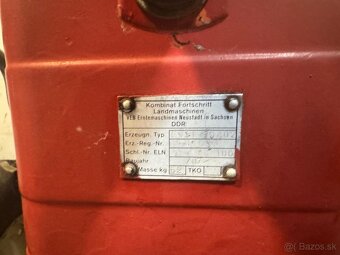 Kombinat Fortschritt
Landmaschinen
VEB Erntemaschinen Neustadt in Sachsen
DDR
Erzeugn. Typ
Erz.-Reg.-Nr.
Schl.-Nr. ELN
Baujahr
Masse kg TKO
© Bazos.sk